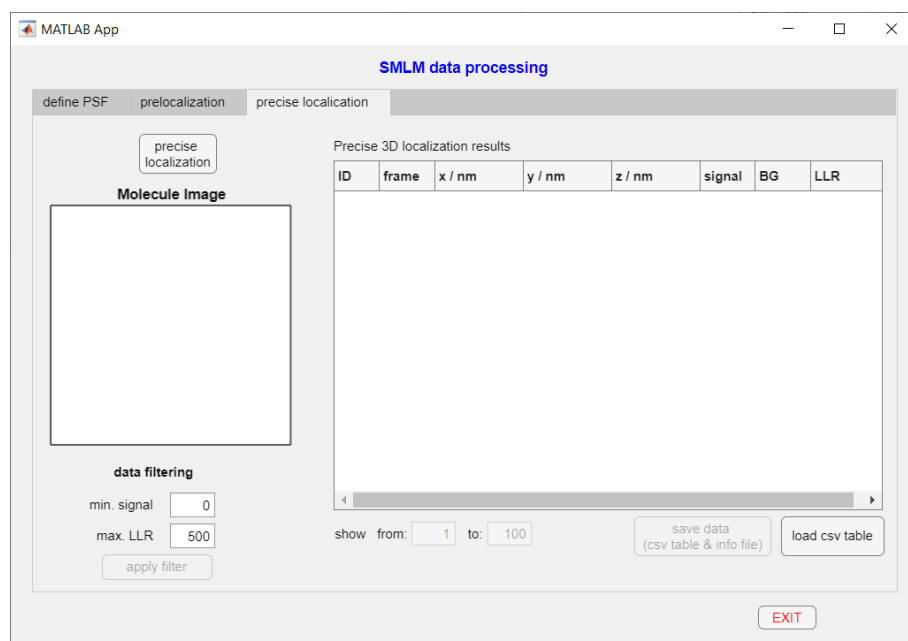 MATLAB App
SMLM data processing
define PSF prelocalization precise localication
precise
localization
Molecule Image
Precise 3D localization results
ID frame x / nm y / nm z / nm signal BG LLR
data filtering
min. signal 0
max. LLR 500
apply filter
show from: 1 to: 100
save data
(csv table & info file)
load csv table
EXIT